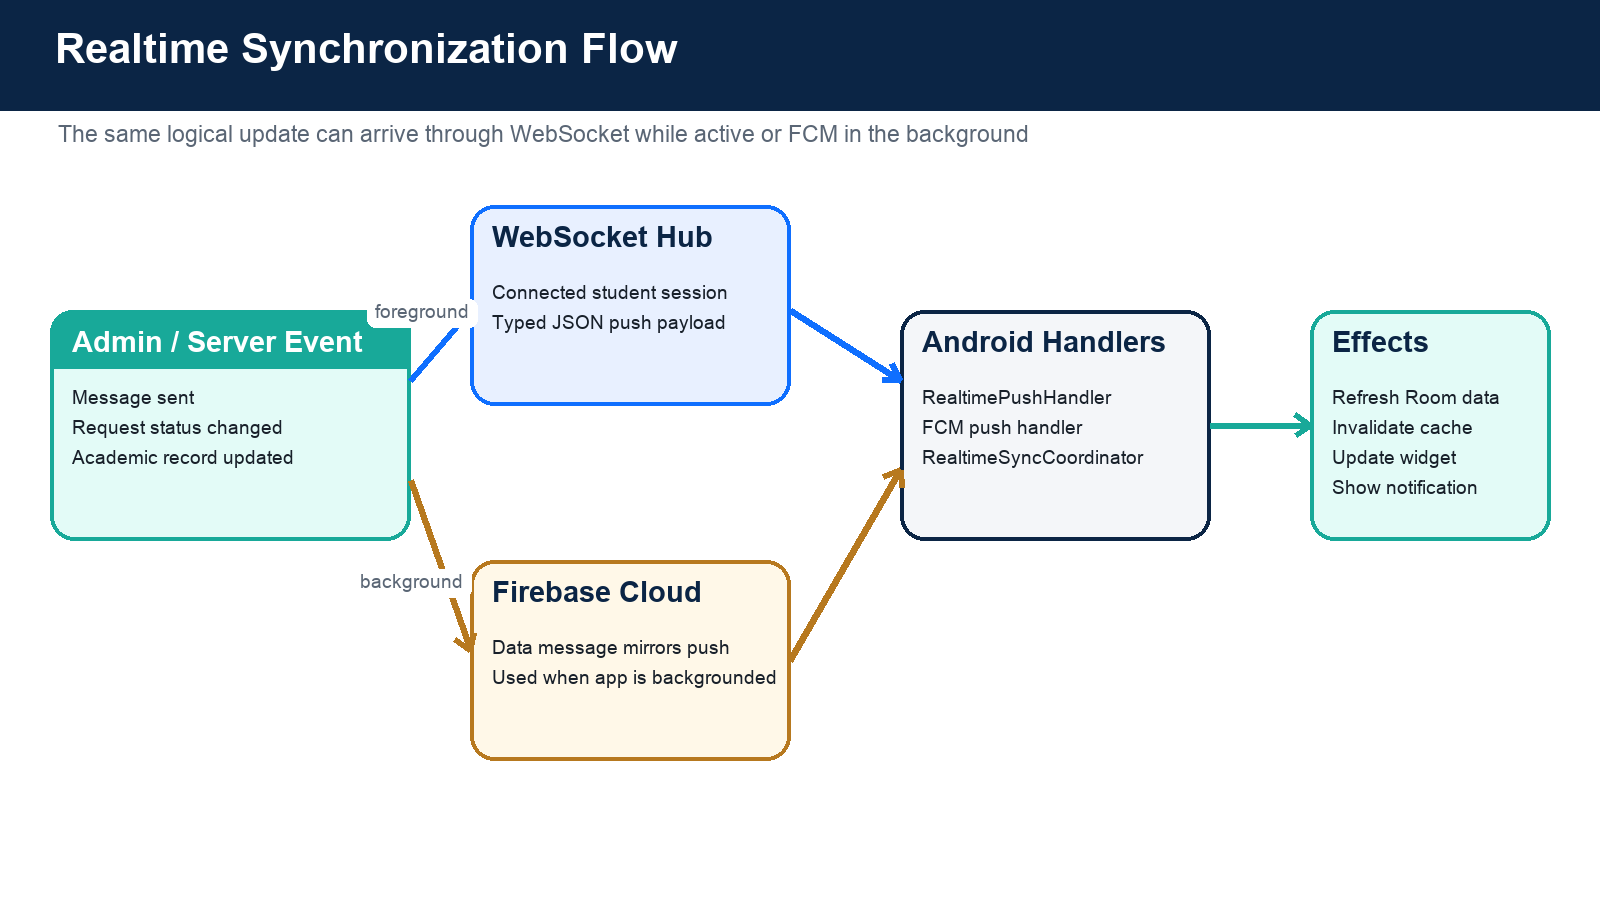 Realtime Synchronization Flow
The same logical update can arrive through WebSocket while active or FCM in the background
Admin / Server Event
Message sent
Request status changed
Academic record updated
foreground
background
WebSocket Hub
Connected student session
Typed JSON push payload
Firebase Cloud
Data message mirrors push
Used when app is backgrounded
Android Handlers
RealtimePushHandler
FCM push handler
RealtimeSyncCoordinator
Effects
Refresh Room data
Invalidate cache
Update widget
Show notification